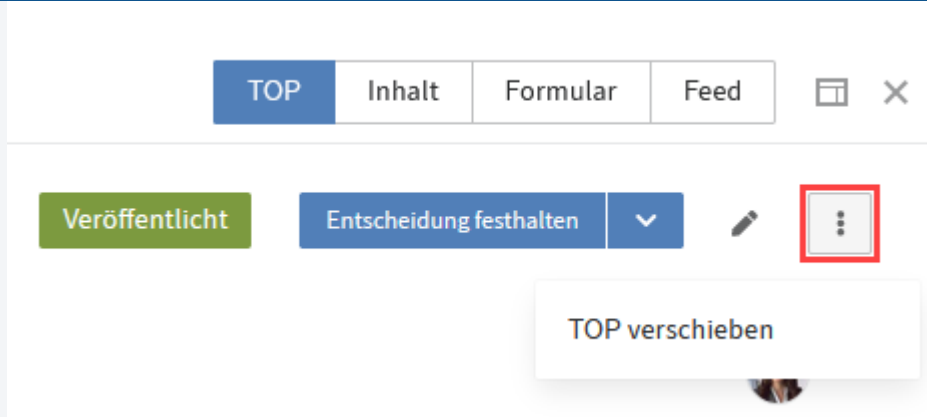 TOP Inhalt Formular Feed
Veröffentlicht Entscheidung festhalten
TOP verschieben